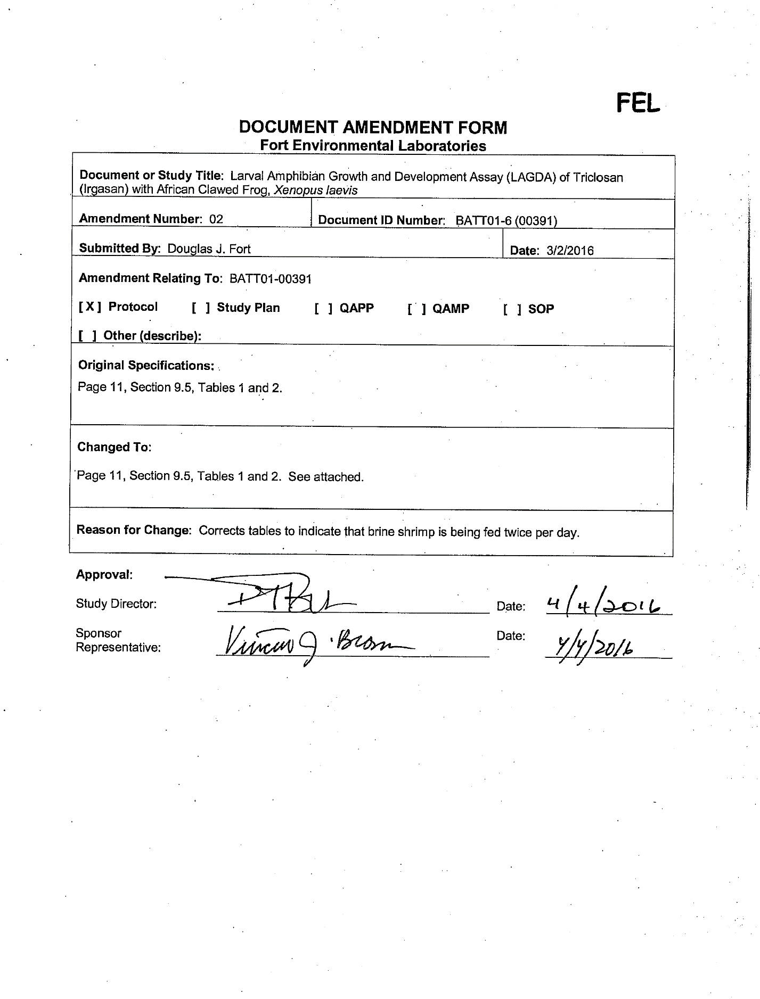 FEL
DOCUMENT AMENDMENT FORM
Fort Environmental Laboratories
Document or Study Title: Larval Amphibian Growth and Development Assay (LAGDA) of Triclosan
(Irgasan) with African Clawed Frog, Xenopus laevis
Amendment Number: 02 Document ID Number: BATT01-6 (00391)
Submitted By: Douglas J. Fort Date: 3/2/2016
Amendment Relating To: BATT01-00391
[X] Protocol [ ] Study Plan [ ] QAPP [ ] QAMP [ ] SOP
[ ] Other (describe):
Original Specifications:
Page 11, Section 9.5, Tables 1 and 2.
Changed To:
Page 11, Section 9.5, Tables 1 and 2. See attached.
Reason for Change: Corrects tables to indicate that brine shrimp is being fed twice per day.
Approval:
Study Director: Date: 4/4/2016
Sponsor
Representative: Vincent J. Brown Date: 4/4/2016